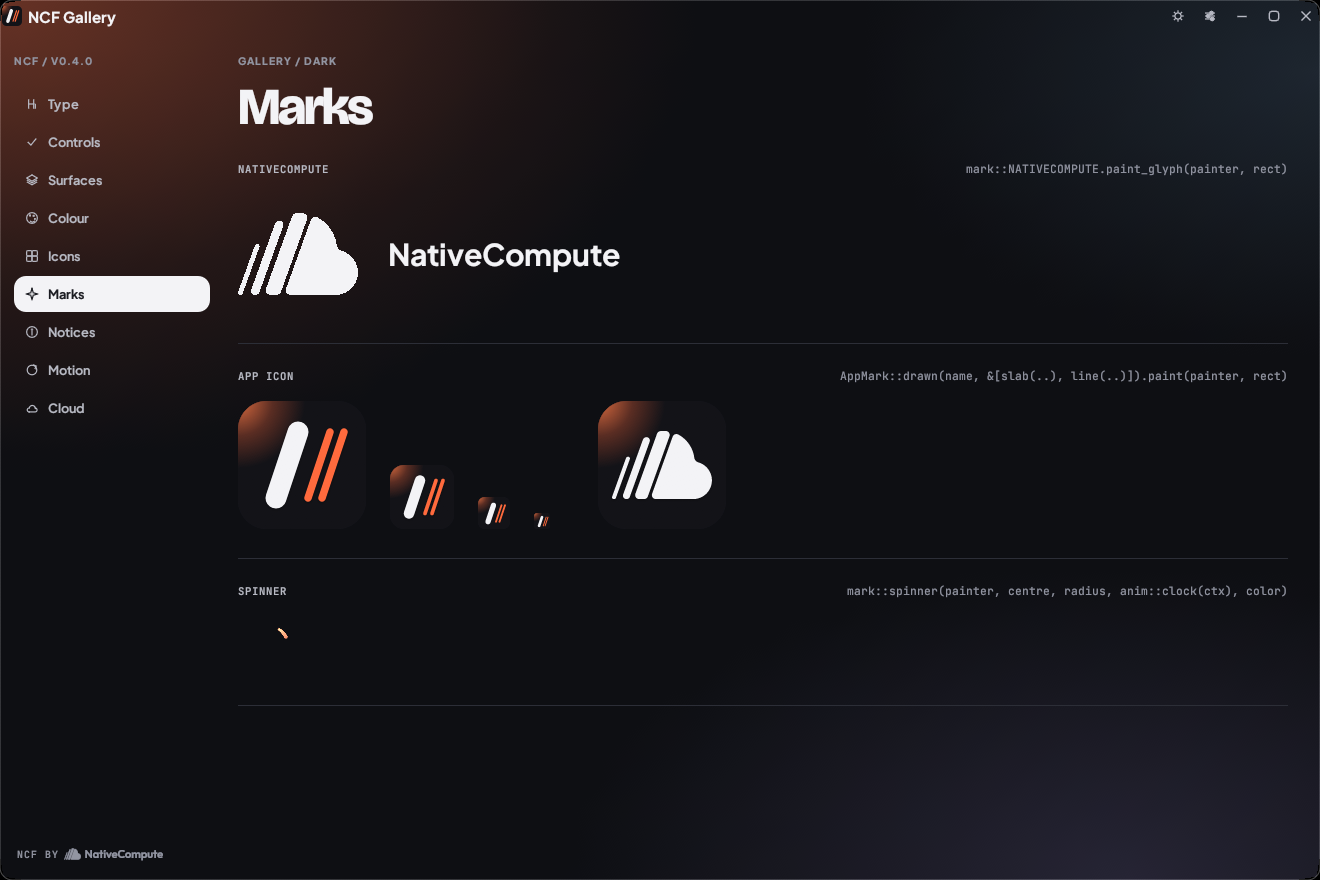 NCF Gallery
NCF / V0.4.0
Type
Controls
Surfaces
Colour
Icons
Marks
Notices
Motion
Cloud
NCF BY NativeCompute
GALLERY / DARK
Marks
NATIVECOMPUTE
mark::NATIVECOMPUTE.paint_glyph(painter, rect)
NativeCompute
APP ICON
AppMark::drawn(name, &[slab(..), line(..)]).paint(painter, rect)
SPINNER
mark::spinner(painter, centre, radius, anim::clock(ctx), color)